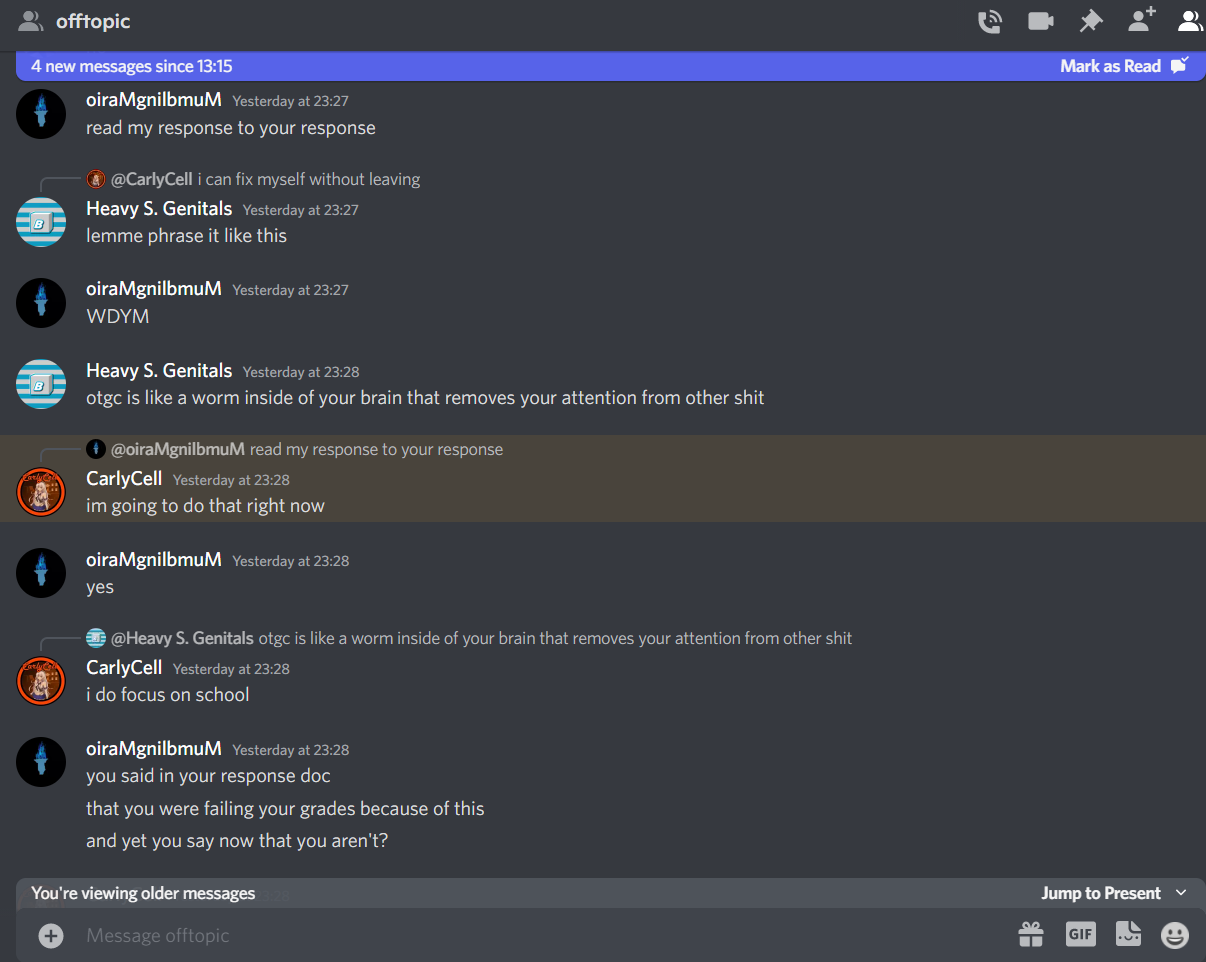 offtopic
4 new messages since 13:15 Mark as Read
oiraMgnilbmuM Yesterday at 23:27
read my response to your response
@CarlyCell i can fix myself without leaving
Heavy S. Genitals Yesterday at 23:27
lemme phrase it like this
oiraMgnilbmuM Yesterday at 23:27
WDYM
Heavy S. Genitals Yesterday at 23:28
otgc is like a worm inside of your brain that removes your attention from other shit
@oiraMgnilbmuM read my response to your response
CarlyCell Yesterday at 23:28
im going to do that right now
oiraMgnilbmuM Yesterday at 23:28
yes
@Heavy S. Genitals otgc is like a worm inside of your brain that removes your attention from other shit
CarlyCell Yesterday at 23:28
i do focus on school
oiraMgnilbmuM Yesterday at 23:28
you said in your response doc
that you were failing your grades because of this
and yet you say now that you aren't?
You're viewing older messages Jump to Present
Message offtopic
GIF